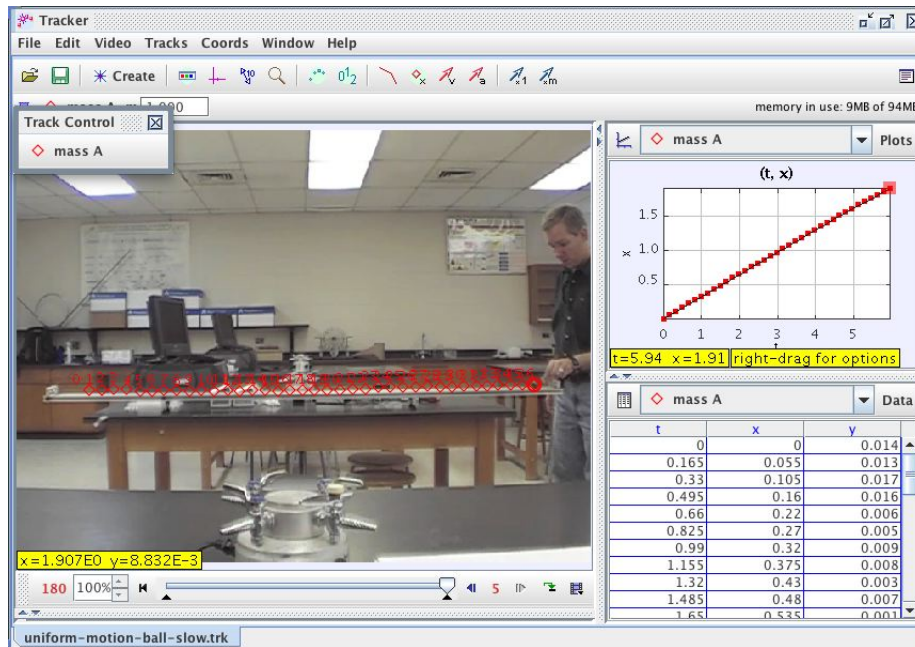 Tracker
File Edit Video Tracks Coords Window Help
Create
memory in use: 9MB of 94MB
Track Control
mass A
mass A Plots
(t, x)
1.5
1.0
x
0.5
0 1 2 3 4 5
t
t=5.94 x=1.91 right-drag for options
mass A Data
t x y
0 0 0.014
0.165 0.055 0.013
0.33 0.105 0.017
0.495 0.16 0.016
0.66 0.22 0.006
0.825 0.27 0.005
0.99 0.32 0.009
1.155 0.375 0.008
1.32 0.43 0.003
1.485 0.48 0.007
1.65 0.535 0.001
x=1.907E0 y=8.832E-3
180 100% 5
uniform-motion-ball-slow.trk